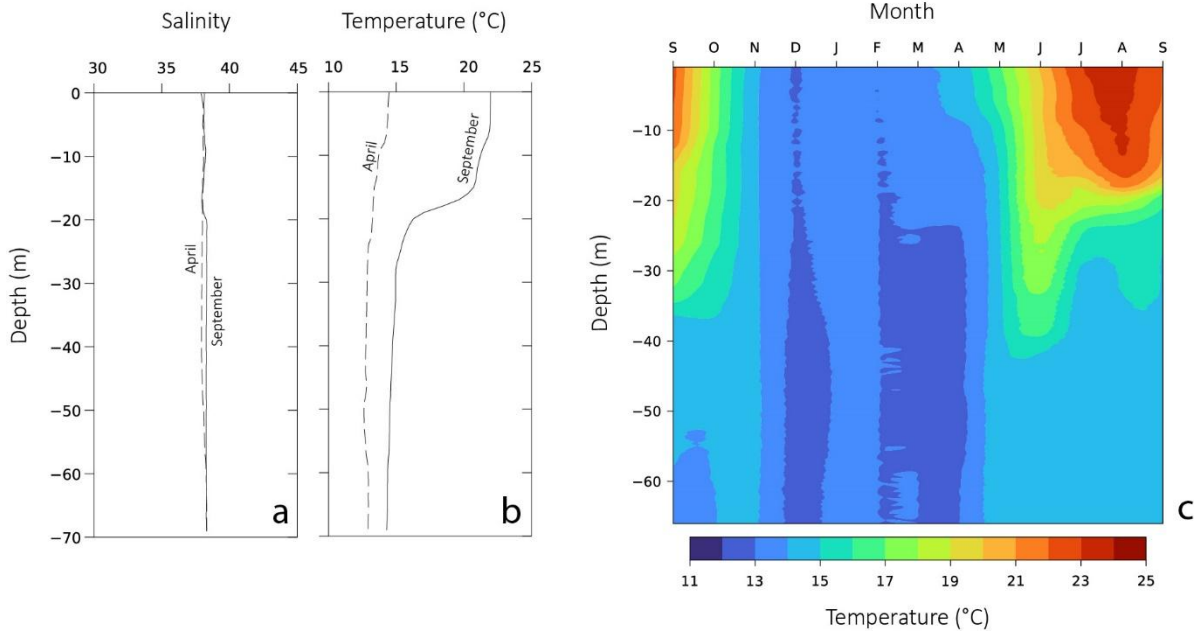 Salinity
30 35 40 45
Temperature (°C)
10 15 20 25
Depth (m)
0
−10
−20
−30
−40
−50
−60
−70
April
September
a
April
September
b
Month
S O N D J F M A M J J A S
Depth (m)
−10
−20
−30
−40
−50
−60
c
11 13 15 17 19 21 23 25
Temperature (°C)